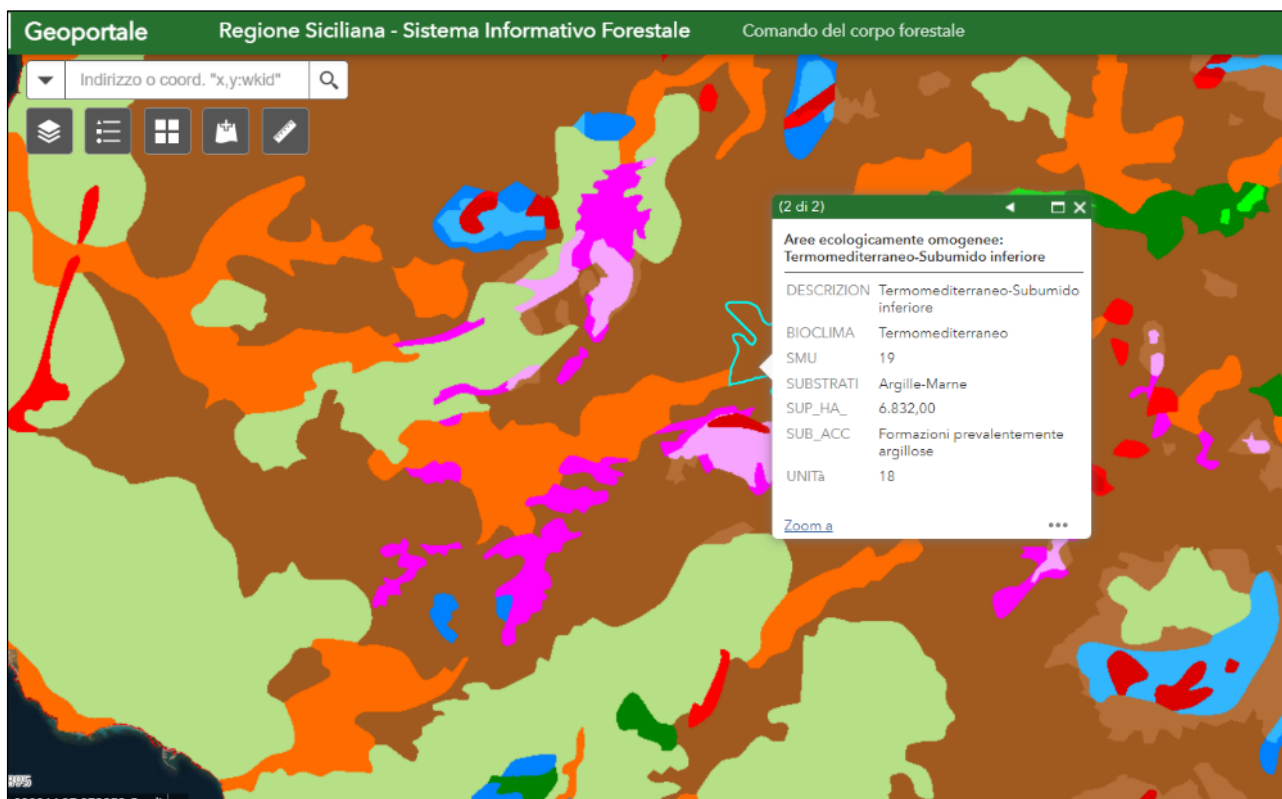 Geoportale Regione Siciliana - Sistema Informativo Forestale Comando del corpo forestale
Indirizzo o coord. "x,y:wkid"
(2 di 2)
Aree ecologicamente omogenee:
Termomediterraneo-Subumido inferiore
DESCRIZION Termomediterraneo-Subumido
inferiore
BIOCLIMA Termomediterraneo
SMU 19
SUBSTRATI Argille-Marne
SUP_HA_ 6.832,00
SUB_ACC Formazioni prevalentemente
argillose
UNITà 18
Zoom a